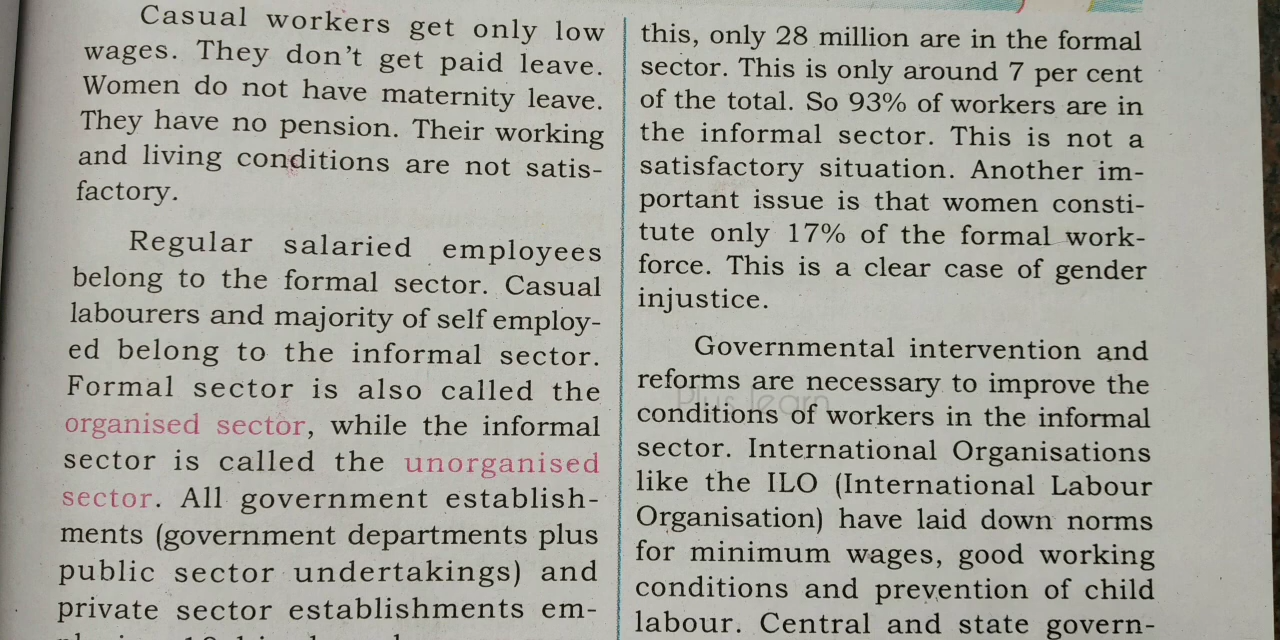 Casual workers get only low
wages. They don't get paid leave.
Women do not have maternity leave.
They have no pension. Their working
and living conditions are not satis-
factory.
Regular salaried employees
belong to the formal sector. Casual
labourers and majority of self employ-
ed belong to the informal sector.
Formal sector is also called the
organised sector, while the informal
sector is called the unorganised
sector. All government establish-
ments (government departments plus
public sector undertakings) and
private sector establishments em-
this, only 28 million are in the formal
sector. This is only around 7 per cent
of the total. So 93% of workers are in
the informal sector. This is not a
satisfactory situation. Another im-
portant issue is that women consti-
tute only 17% of the formal work-
force. This is a clear case of gender
injustice.
Governmental intervention and
reforms are necessary to improve the
Plus learn
conditions of workers in the informal
sector. International Organisations
like the ILO (International Labour
Organisation) have laid down norms
for minimum wages, good working
conditions and prevention of child
labour. Central and state govern-